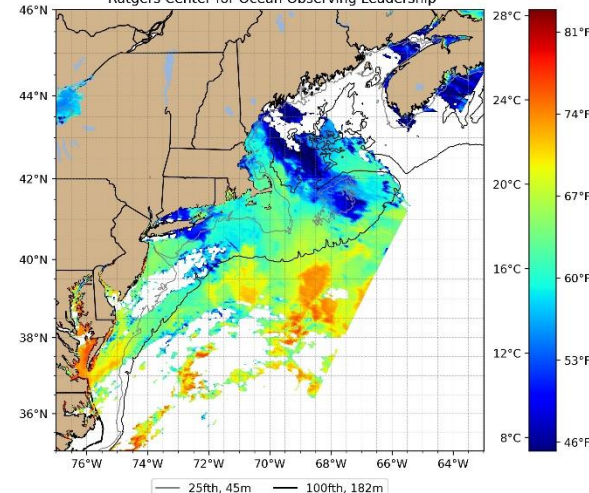 Rutgers Center for Ocean Observing Leadership
46°N
44°N
42°N
40°N
38°N
36°N
76°W 74°W 72°W 70°W 68°W 66°W 64°W
28°C 81°F
24°C 74°F
20°C 67°F
16°C 60°F
12°C 53°F
8°C 46°F
25fth, 45m 100fth, 182m